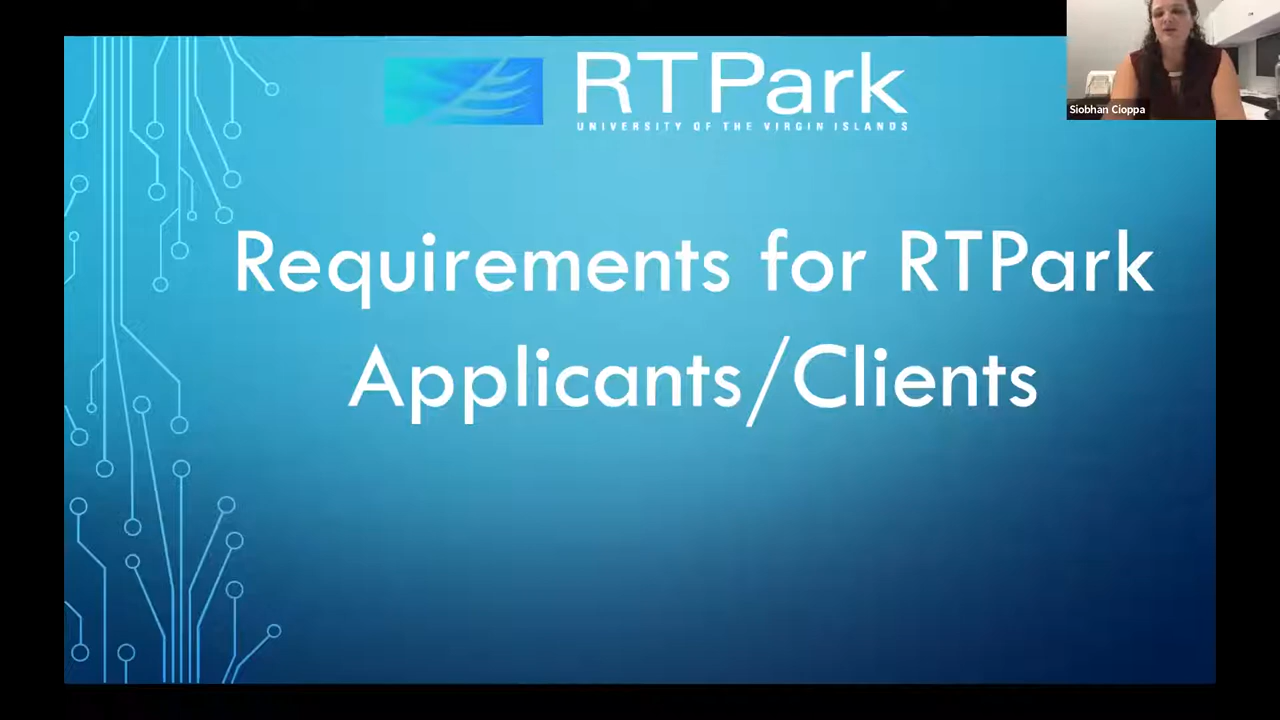 RTPark
UNIVERSITY OF THE VIRGIN ISLANDS
Siobhan Cioppa
Requirements for RTPark
Applicants/Clients